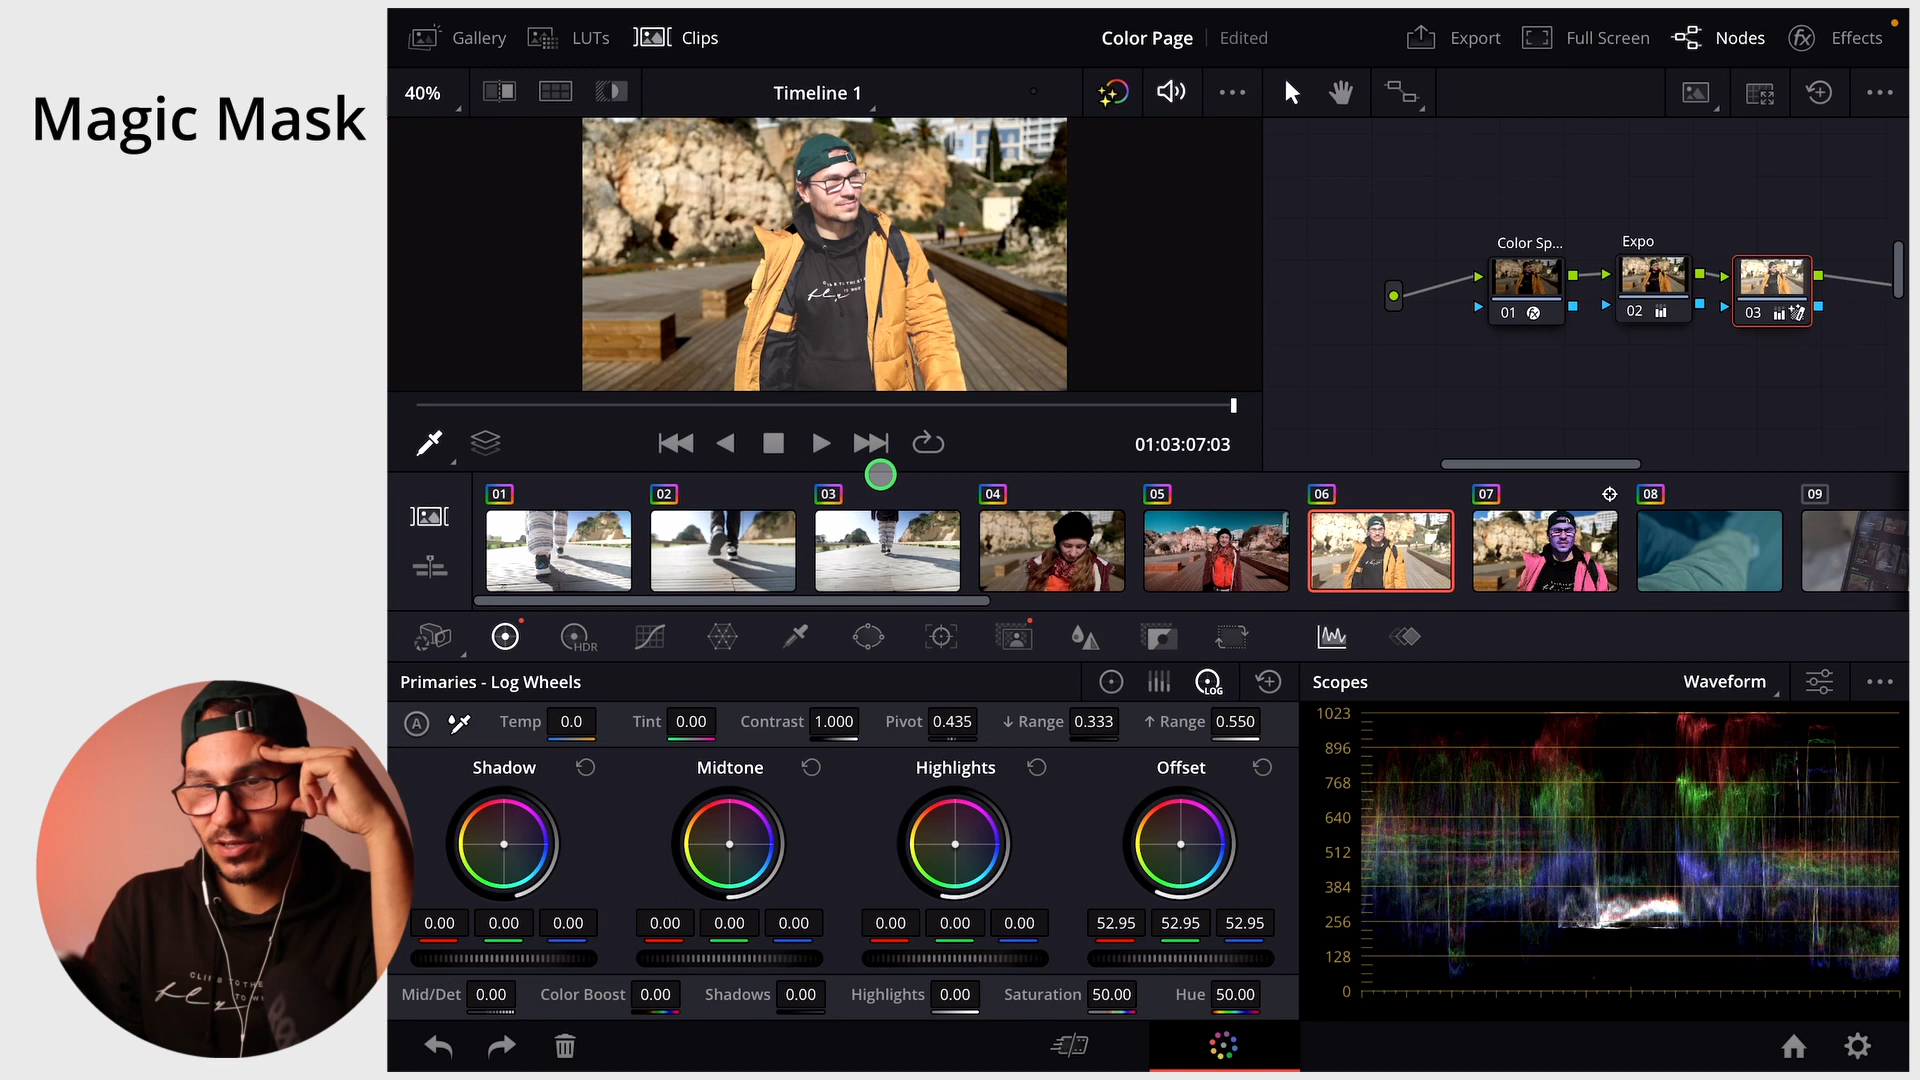 Magic Mask
Gallery LUTs Clips Color Page Edited Export Full Screen Nodes Effects
40% Timeline 1
Color Sp... Expo
01 02 03
01:03:07:03
01 02 03 04 05 06 07 08 09
HDR
Primaries - Log Wheels LOG Scopes Waveform
A Temp 0.0 Tint 0.00 Contrast 1.000 Pivot 0.435 ↓ Range 0.333 ↑ Range 0.550
Shadow Midtone Highlights Offset
0.00 0.00 0.00 0.00 0.00 0.00 0.00 0.00 0.00 52.95 52.95 52.95
Mid/Det 0.00 Color Boost 0.00 Shadows 0.00 Highlights 0.00 Saturation 50.00 Hue 50.00
1023
896
768
640
512
384
256
128
0
fly